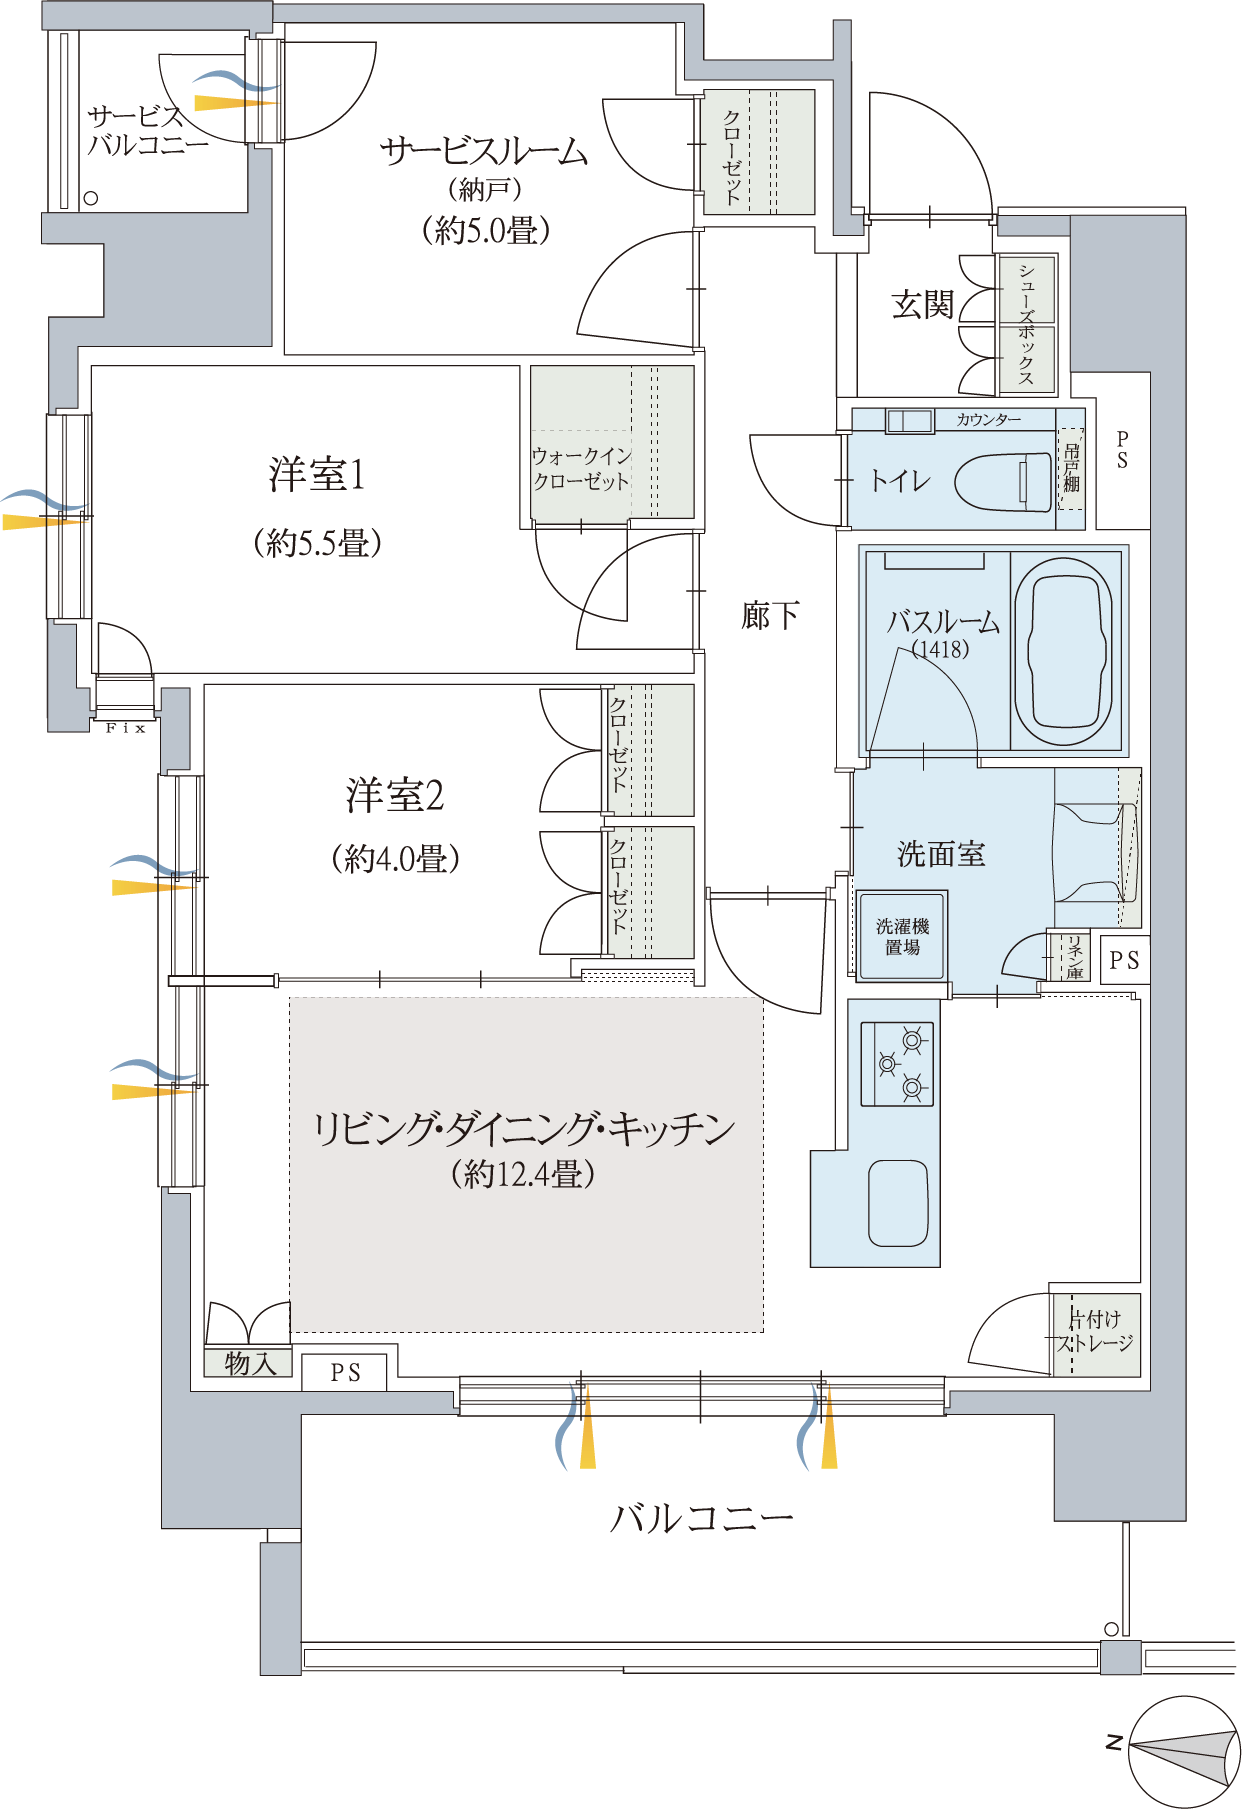 サービス
バルコニー
サービスルーム
（納戸）
（約5.0畳）
クローゼット
玄関
シューズボックス
洋室1
（約5.5畳）
ウォークイン
クローゼット
カウンター
トイレ
吊戸棚
PS
廊下
バスルーム
（1418）
Fix
洋室2
（約4.0畳）
クローゼット
クローゼット
洗面室
洗濯機
置場
リネン庫
PS
リビング・ダイニング・キッチン
（約12.4畳）
片付け
ストレージ
物入
PS
バルコニー
N